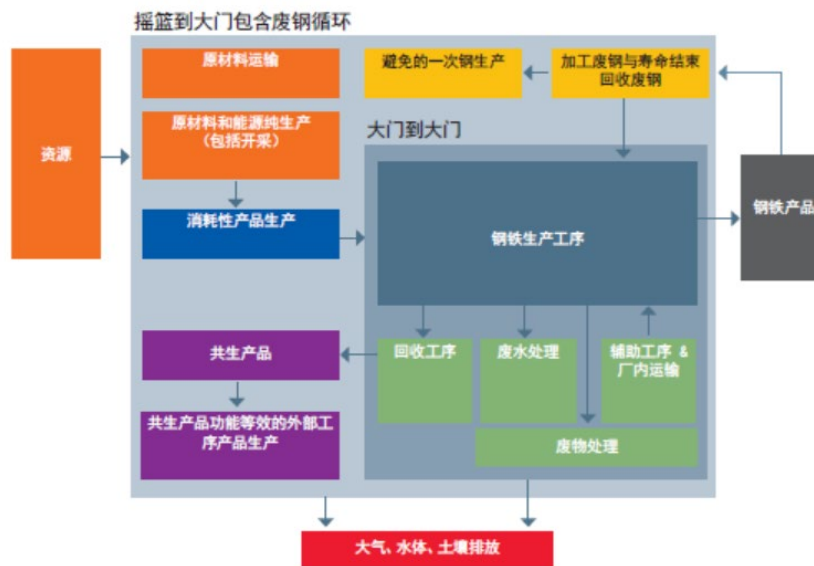 摇篮到大门包含废钢循环
原材料运输
避免的一次钢生产
加工废钢与寿命结束
回收废钢
资源
原材料和能源纯生产
（包括开采）
大门到大门
消耗性产品生产
钢铁生产工序
钢铁产品
共生产品
回收工序
废水处理
辅助工序 &
厂内运输
共生产品功能等效的外部工
序产品生产
废物处理
大气、水体、土壤排放